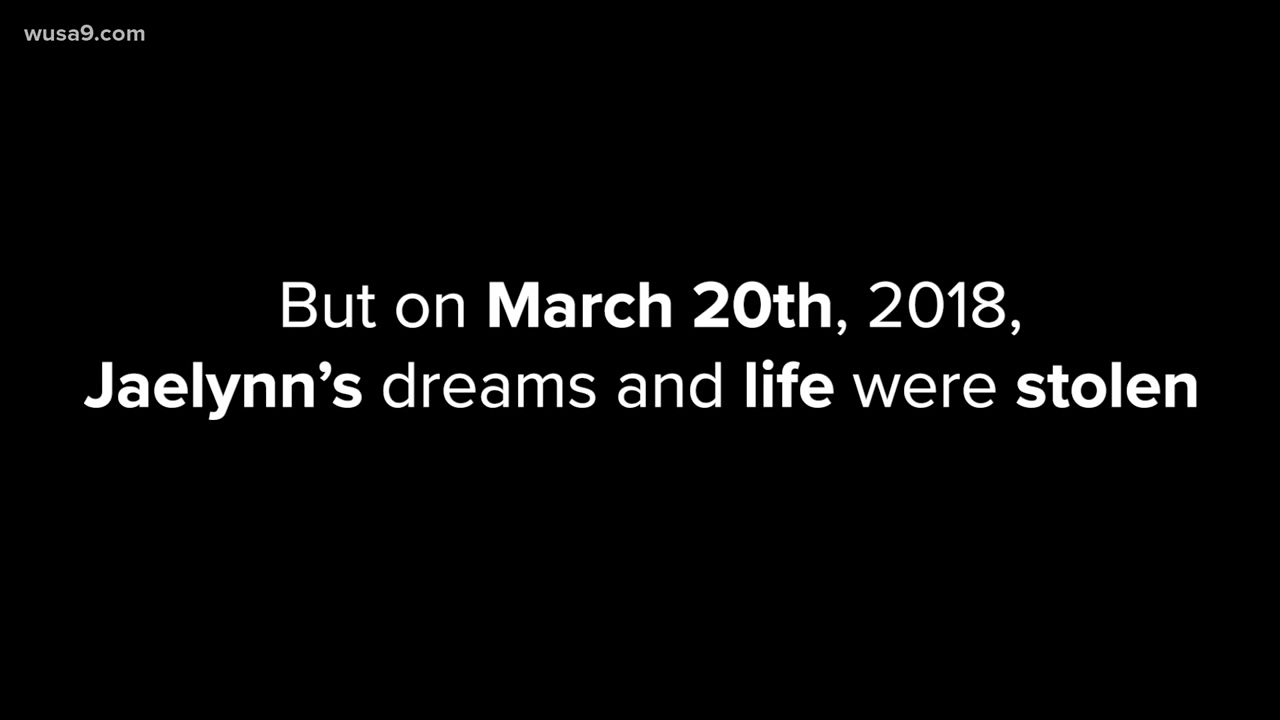 wusa9.com
But on March 20th, 2018,
Jaelynn’s dreams and life were stolen